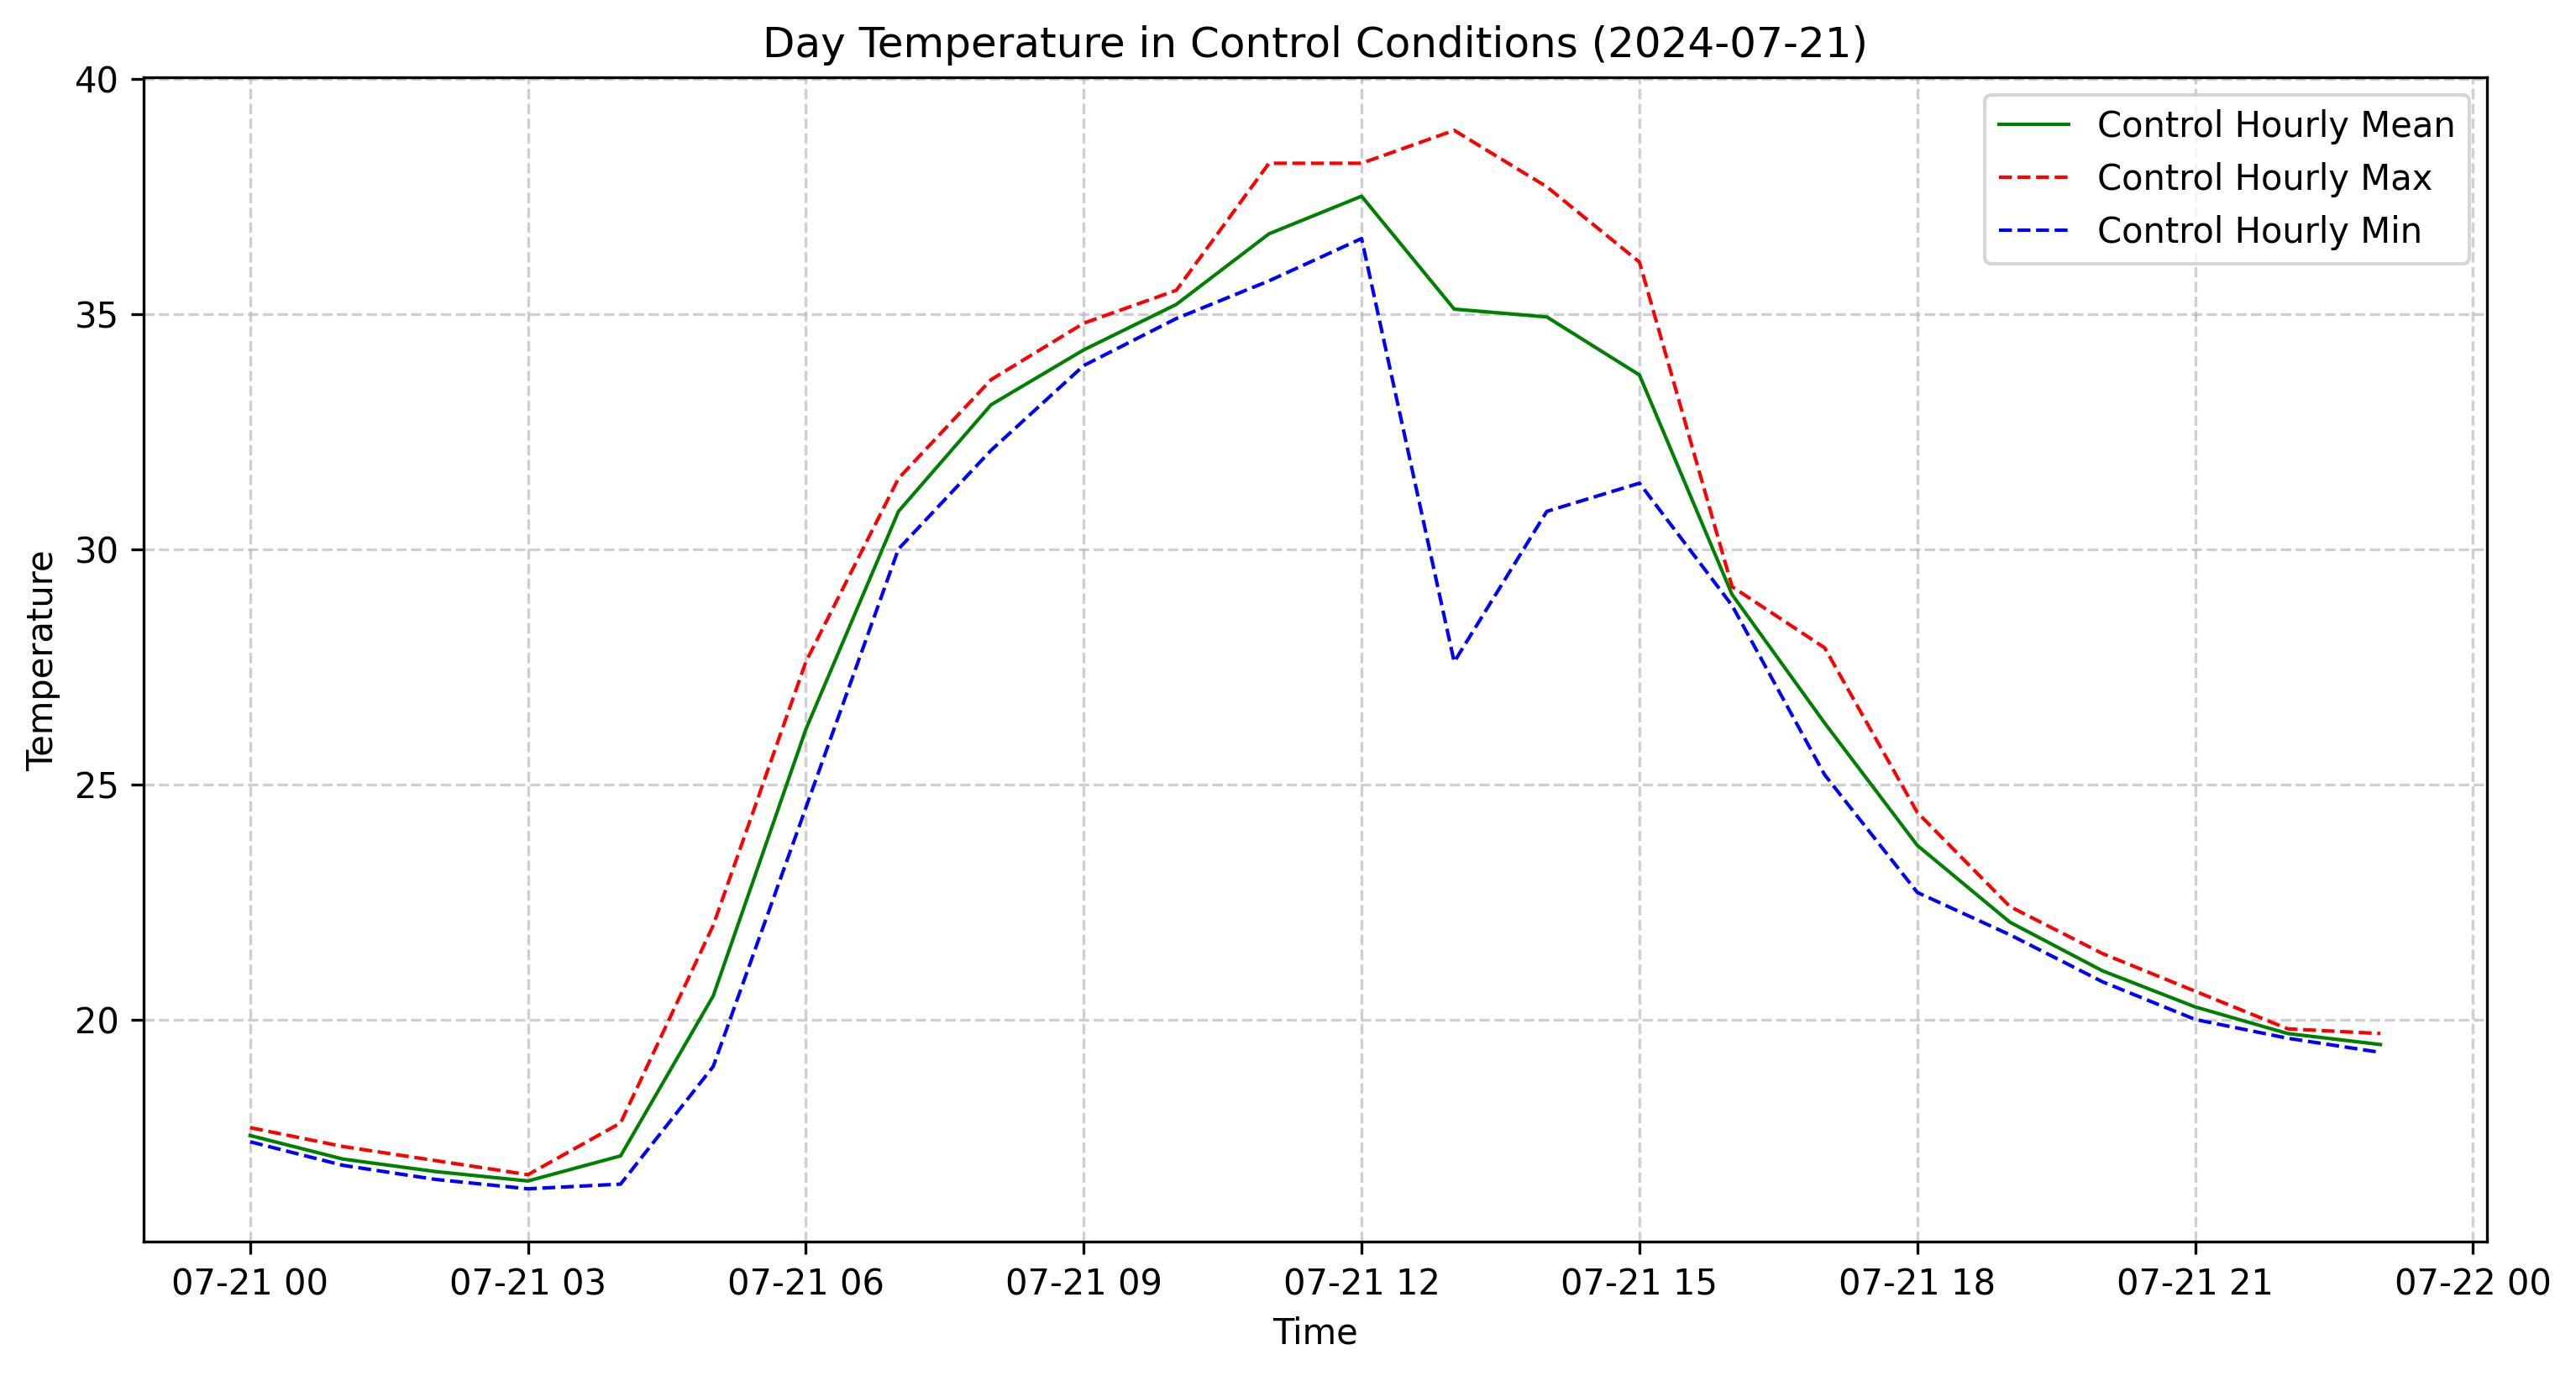 Day Temperature in Control Conditions (2024-07-21)
Control Hourly Mean
Control Hourly Max
Control Hourly Min
40
35
30
25
20
Temperature
07-21 00 07-21 03 07-21 06 07-21 09 07-21 12 07-21 15 07-21 18 07-21 21 07-22 00
Time